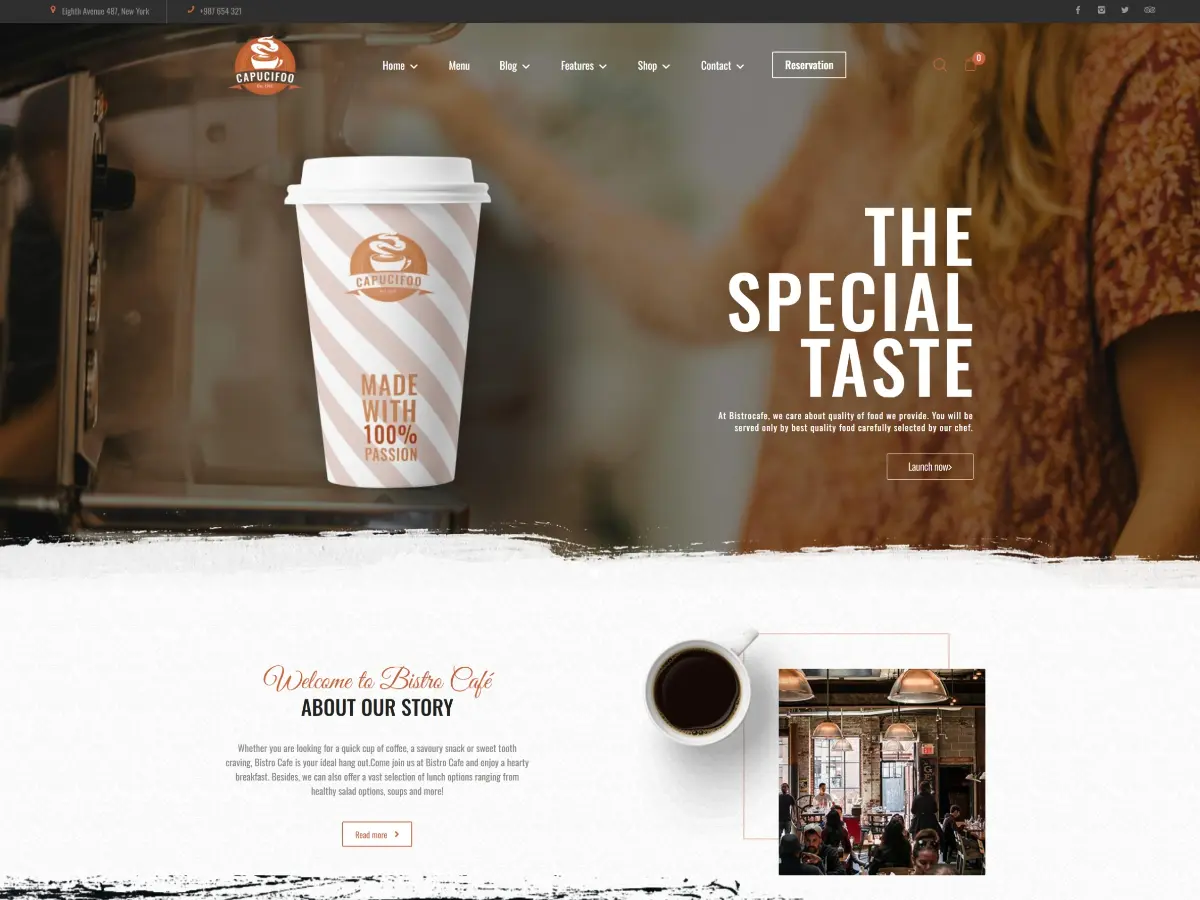 Eighth Avenue 487, New York
+987 654 321
CAPUCIFOO
Home
Menu
Blog
Features
Shop
Contact
Reservation
0
CAPUCIFOO
MADE
WITH
100%
PASSION
THE
SPECIAL
TASTE
At Bistrocafe, we care about quality of food we provide. You will be
served only by best quality food carefully selected by our chef.
Launch now>
Welcome to Bistro Café
ABOUT OUR STORY
Whether you are looking for a quick cup of coffee, a savoury snack or sweet tooth
craving, Bistro Cafe is your ideal hang out.Come join us at Bistro Cafe and enjoy a hearty
breakfast. Besides, we can also offer a vast selection of lunch options ranging from
healthy salad options, soups and more!
Read more